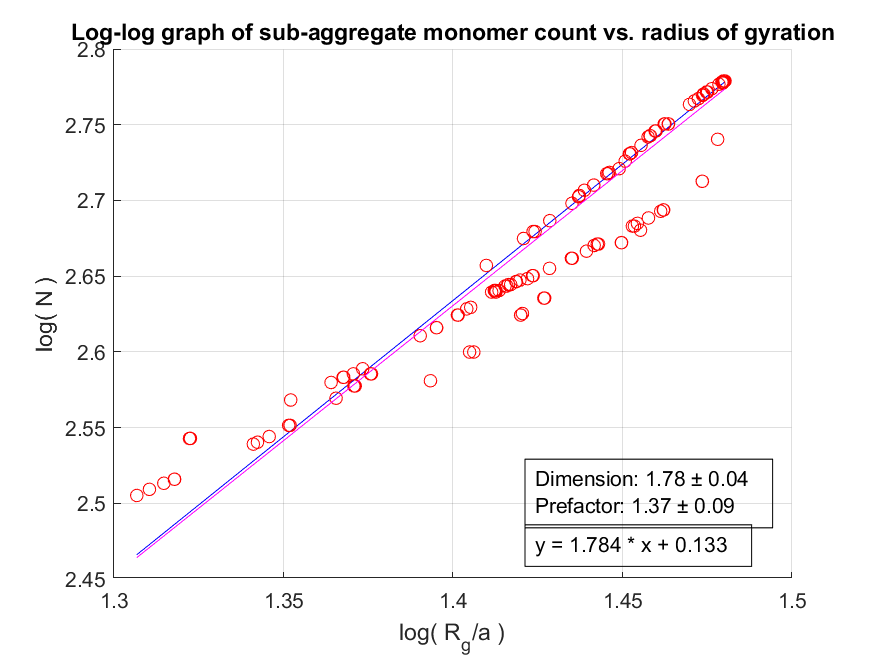 Log-log graph of sub-aggregate monomer count vs. radius of gyration
2.8
2.75
2.7
2.65
2.6
2.55
2.5
2.45
log( N )
Dimension: 1.78 ± 0.04
Prefactor: 1.37 ± 0.09
y = 1.784 * x + 0.133
1.3 1.35 1.4 1.45 1.5
log( R_g/a )